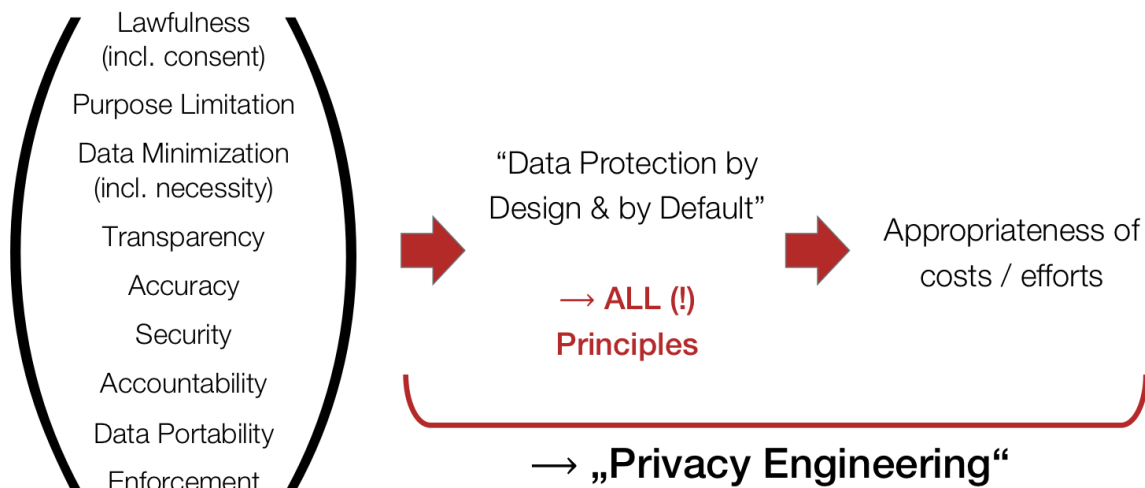 Lawfulness
(incl. consent)
Purpose Limitation
Data Minimization
(incl. necessity)
Transparency
Accuracy
Security
Accountability
Data Portability
Enforcement
“Data Protection by
Design & by Default”
→ ALL (!)
Principles
Appropriateness of
costs / efforts
→ „Privacy Engineering“